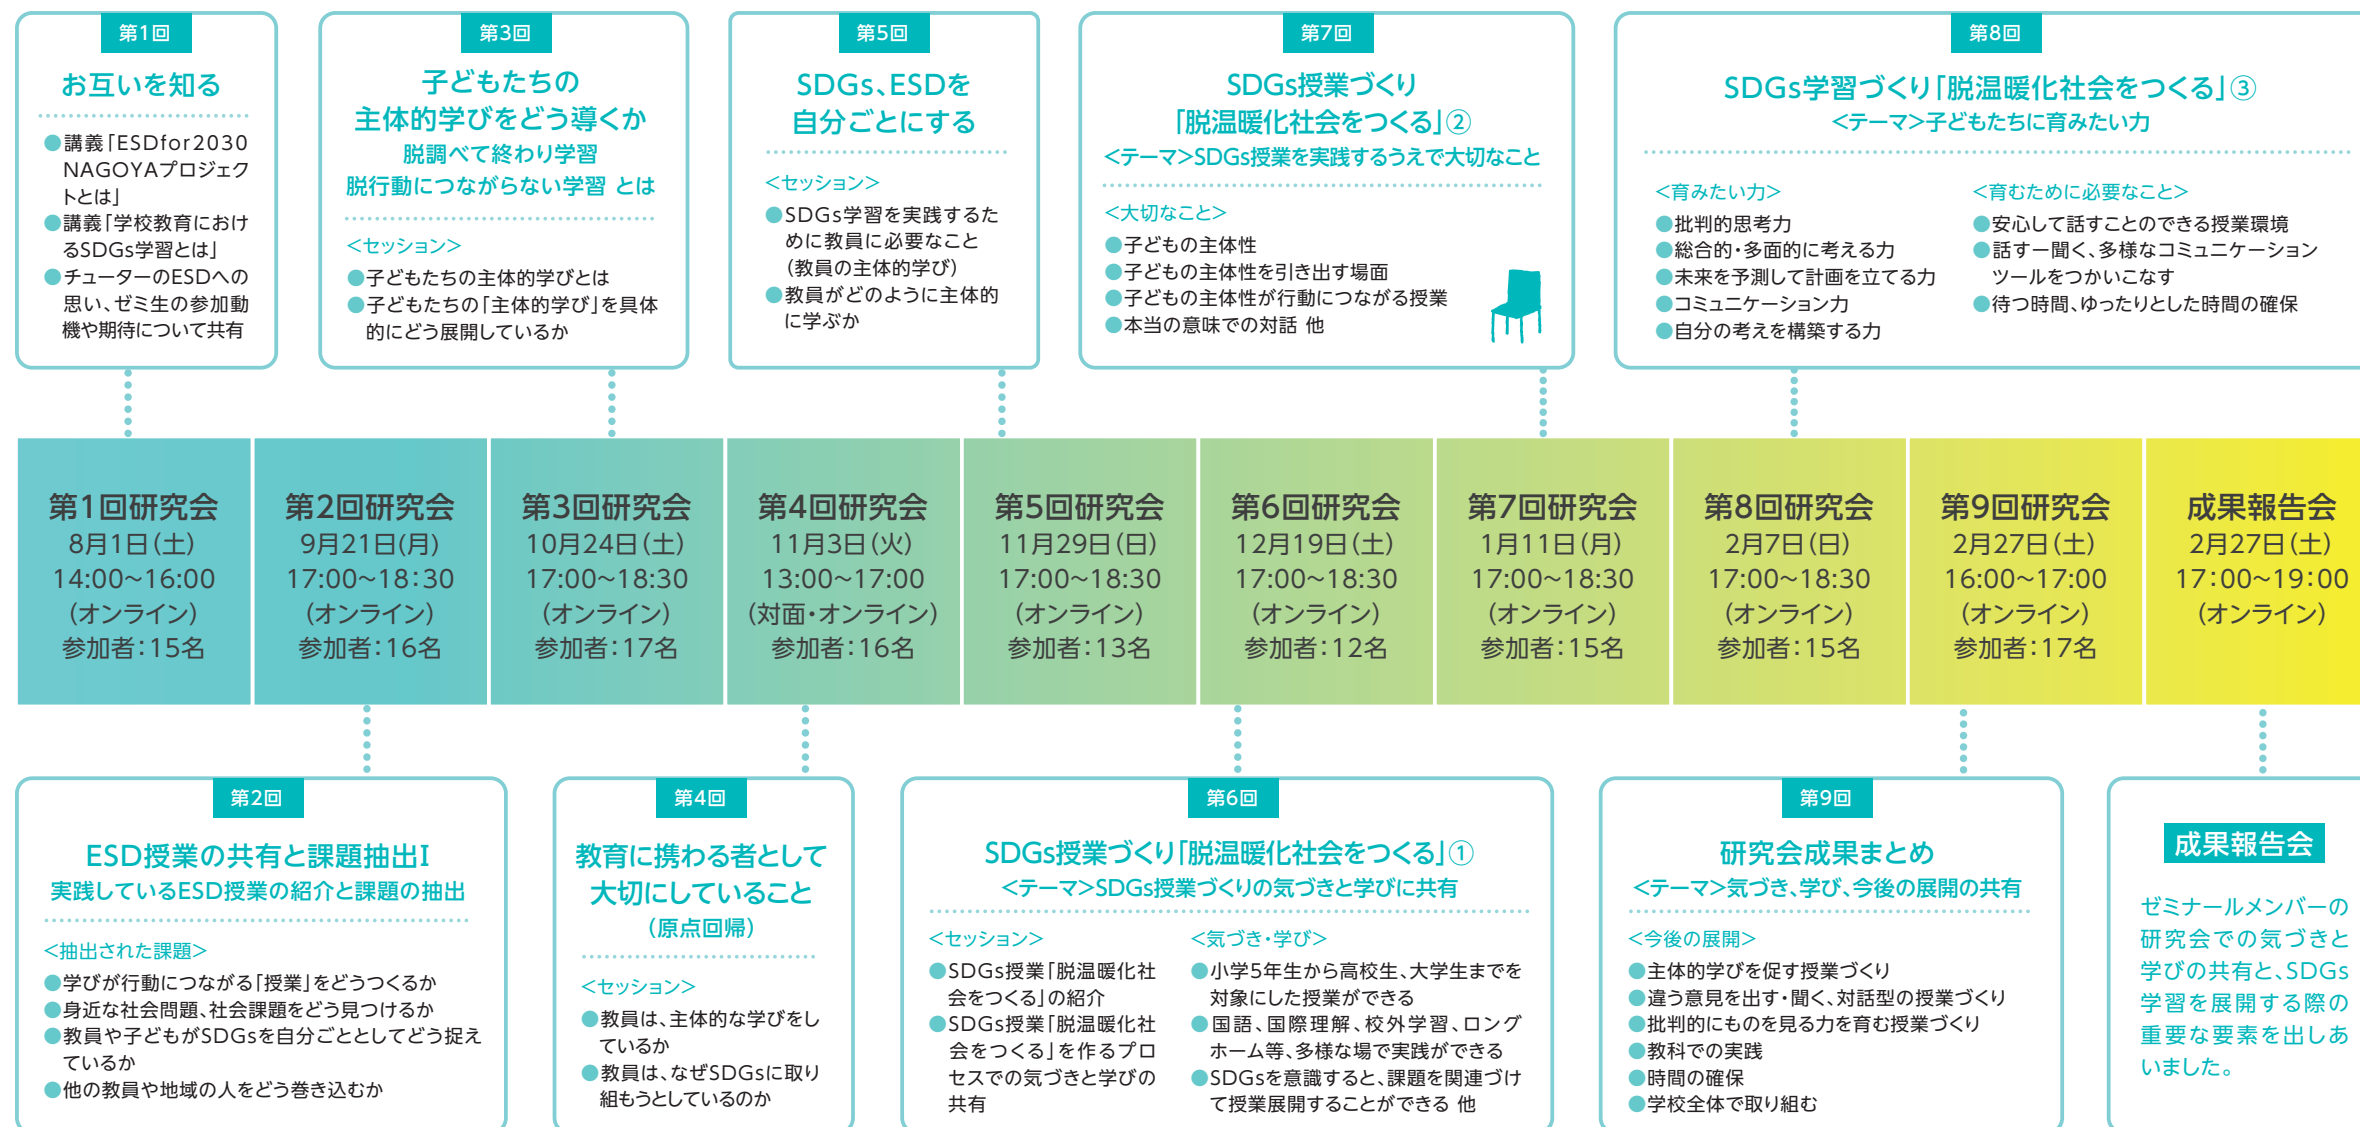 第1回
お互いを知る
●講義「ESDfor2030
NAGOYAプロジェク
トとは」
●講義「学校教育におけ
るSDGs学習とは」
●チューターのESDへの
思い、ゼミ生の参加動
機や期待について共有
第3回
子どもたちの
主体的学びをどう導くか
脱調べて終わり学習
脱行動につながらない学習 とは
<セッション>
●子どもたちの主体的学びとは
●子どもたちの「主体的学び」を具体
的にどう展開しているか
第5回
SDGs、ESDを
自分ごとにする
<セッション>
●SDGs学習を実践するた
めに教員に必要なこと
(教員の主体的学び)
●教員がどのように主体的
に学ぶか
第7回
SDGs授業づくり
「脱温暖化社会をつくる」②
<テーマ>SDGs授業を実践するうえで大切なこと
<大切なこと>
●子どもの主体性
●子どもの主体性を引き出す場面
●子どもの主体性が行動につながる授業
●本当の意味での対話 他
第8回
SDGs学習づくり「脱温暖化社会をつくる」③
<テーマ>子どもたちに育みたい力
<育みたい力>
●批判的思考力
●総合的・多面的に考える力
●未来を予測して計画を立てる力
●コミュニケーション力
●自分の考えを構築する力
<育むために必要なこと>
●安心して話すことのできる授業環境
●話すー聞く、多様なコミュニケーション
ツールをつかいこなす
●待つ時間、ゆったりとした時間の確保
第1回研究会
8月1日(土)
14:00~16:00
(オンライン)
参加者:15名
第2回研究会
9月21日(月)
17:00~18:30
(オンライン)
参加者:16名
第3回研究会
10月24日(土)
17:00~18:30
(オンライン)
参加者:17名
第4回研究会
11月3日(火)
13:00~17:00
(対面・オンライン)
参加者:16名
第5回研究会
11月29日(日)
17:00~18:30
(オンライン)
参加者:13名
第6回研究会
12月19日(土)
17:00~18:30
(オンライン)
参加者:12名
第7回研究会
1月11日(月)
17:00~18:30
(オンライン)
参加者:15名
第8回研究会
2月7日(日)
17:00~18:30
(オンライン)
参加者:15名
第9回研究会
2月27日(土)
16:00~17:00
(オンライン)
参加者:17名
成果報告会
2月27日(土)
17:00~19:00
(オンライン)
第2回
ESD授業の共有と課題抽出I
実践しているESD授業の紹介と課題の抽出
<抽出された課題>
●学びが行動につながる「授業」をどうつくるか
●身近な社会問題、社会課題をどう見つけるか
●教員や子どもがSDGsを自分ごととしてどう捉え
ているか
●他の教員や地域の人をどう巻き込むか
第4回
教育に携わる者として
大切にしていること
(原点回帰)
<セッション>
●教員は、主体的な学びをし
ているか
●教員は、なぜSDGsに取り
組もうとしているのか
第6回
SDGs授業づくり「脱温暖化社会をつくる」①
<テーマ>SDGs授業づくりの気づきと学びに共有
<セッション>
●SDGs授業「脱温暖化社
会をつくる」の紹介
●SDGs授業「脱温暖化社
会をつくる」を作るプロ
セスでの気づきと学びの
共有
<気づき・学び>
●小学5年生から高校生、大学生までを
対象にした授業ができる
●国語、国際理解、校外学習、ロング
ホーム等、多様な場で実践ができる
●SDGsを意識すると、課題を関連づけ
て授業展開することができる 他
第9回
研究会成果まとめ
<テーマ>気づき、学び、今後の展開の共有
<今後の展開>
●主体的学びを促す授業づくり
●違う意見を出す・聞く、対話型の授業づくり
●批判的にものを見る力を育む授業づくり
●教科での実践
●時間の確保
●学校全体で取り組む
成果報告会
ゼミナールメンバーの
研究会での気づきと
学びの共有と、SDGs
学習を展開する際の
重要な要素を出しあ
いました。